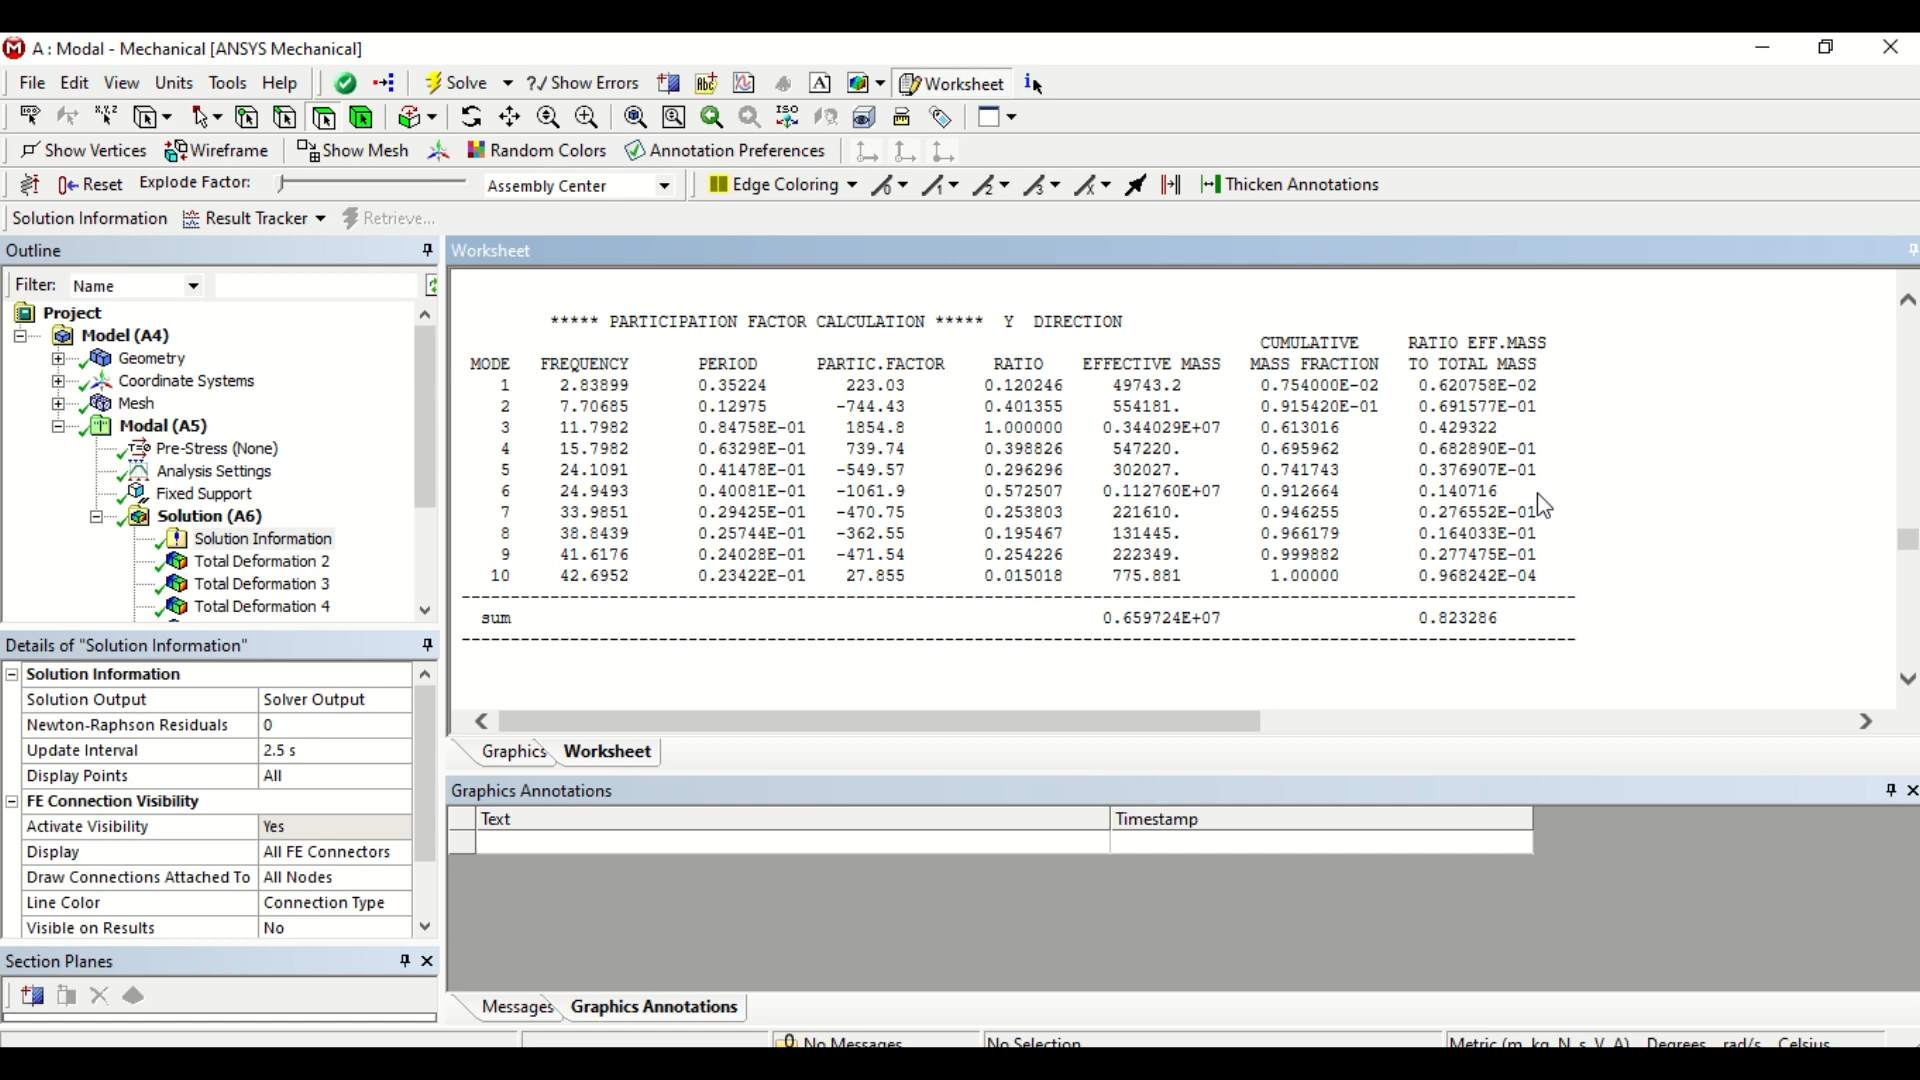 A : Modal - Mechanical [ANSYS Mechanical]
File Edit View Units Tools Help Solve ?/ Show Errors Worksheet
Show Vertices Wireframe Show Mesh Random Colors Annotation Preferences
Reset Explode Factor: Assembly Center Edge Coloring Thicken Annotations
Solution Information Result Tracker Retrieve...
Outline
Filter: Name
Project
Model (A4)
Geometry
Coordinate Systems
Mesh
Modal (A5)
Pre-Stress (None)
Analysis Settings
Fixed Support
Solution (A6)
Solution Information
Total Deformation 2
Total Deformation 3
Total Deformation 4
Details of "Solution Information"
Solution Information
Solution Output Solver Output
Newton-Raphson Residuals 0
Update Interval 2.5 s
Display Points All
FE Connection Visibility
Activate Visibility Yes
Display All FE Connectors
Draw Connections Attached To All Nodes
Line Color Connection Type
Visible on Results No
Section Planes
Worksheet
***** PARTICIPATION FACTOR CALCULATION ***** Y DIRECTION
CUMULATIVE RATIO EFF.MASS
MODE FREQUENCY PERIOD PARTIC.FACTOR RATIO EFFECTIVE MASS MASS FRACTION TO TOTAL MASS
1 2.83899 0.35224 223.03 0.120246 49743.2 0.754000E-02 0.620758E-02
2 7.70685 0.12975 -744.43 0.401355 554181. 0.915420E-01 0.691577E-01
3 11.7982 0.84758E-01 1854.8 1.000000 0.344029E+07 0.613016 0.429322
4 15.7982 0.63298E-01 739.74 0.398826 547220. 0.695962 0.682890E-01
5 24.1091 0.41478E-01 -549.57 0.296296 302027. 0.741743 0.376907E-01
6 24.9493 0.40081E-01 -1061.9 0.572507 0.112760E+07 0.912664 0.140716
7 33.9851 0.29425E-01 -470.75 0.253803 221610. 0.946255 0.276552E-01
8 38.8439 0.25744E-01 -362.55 0.195467 131445. 0.966179 0.164033E-01
9 41.6176 0.24028E-01 -471.54 0.254226 222349. 0.999882 0.277475E-01
10 42.6952 0.23422E-01 27.855 0.015018 775.881 1.00000 0.968242E-04
sum 0.659724E+07 0.823286
Graphics Worksheet
Graphics Annotations
Text Timestamp
Messages Graphics Annotations
No Messages No Selection Metric (m, kg, N, s, V, A) Degrees rad/s Celsius